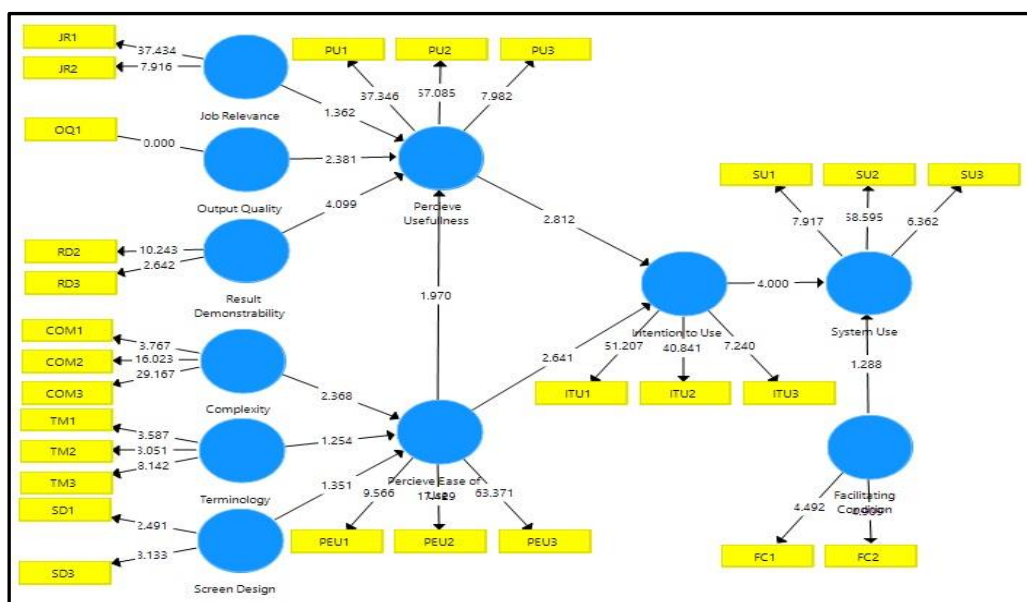 JR1
37.434
JR2
7.916
Job Relevance
1.362
PU1
PU2
PU3
37.346
57.085
7.982
OQ1
0.000
Output Quality
2.381
Percieve
Usefullness
RD2
10.243
RD3
2.642
Result
Demonstrability
4.099
2.812
1.970
SU1
SU2
SU3
7.917
58.595
6.362
System Use
4.000
Intention to Use
51.207
40.841
7.240
ITU1
ITU2
ITU3
2.641
1.288
COM1
3.767
COM2
16.023
COM3
29.167
Complexity
2.368
TM1
3.587
TM2
3.051
TM3
8.142
Terminology
1.254
SD1
2.491
SD3
3.133
Screen Design
1.351
Percieve Ease of
9.566
63.371
PEU1
PEU2
PEU3
Facilitating
Condition
4.492
FC1
FC2